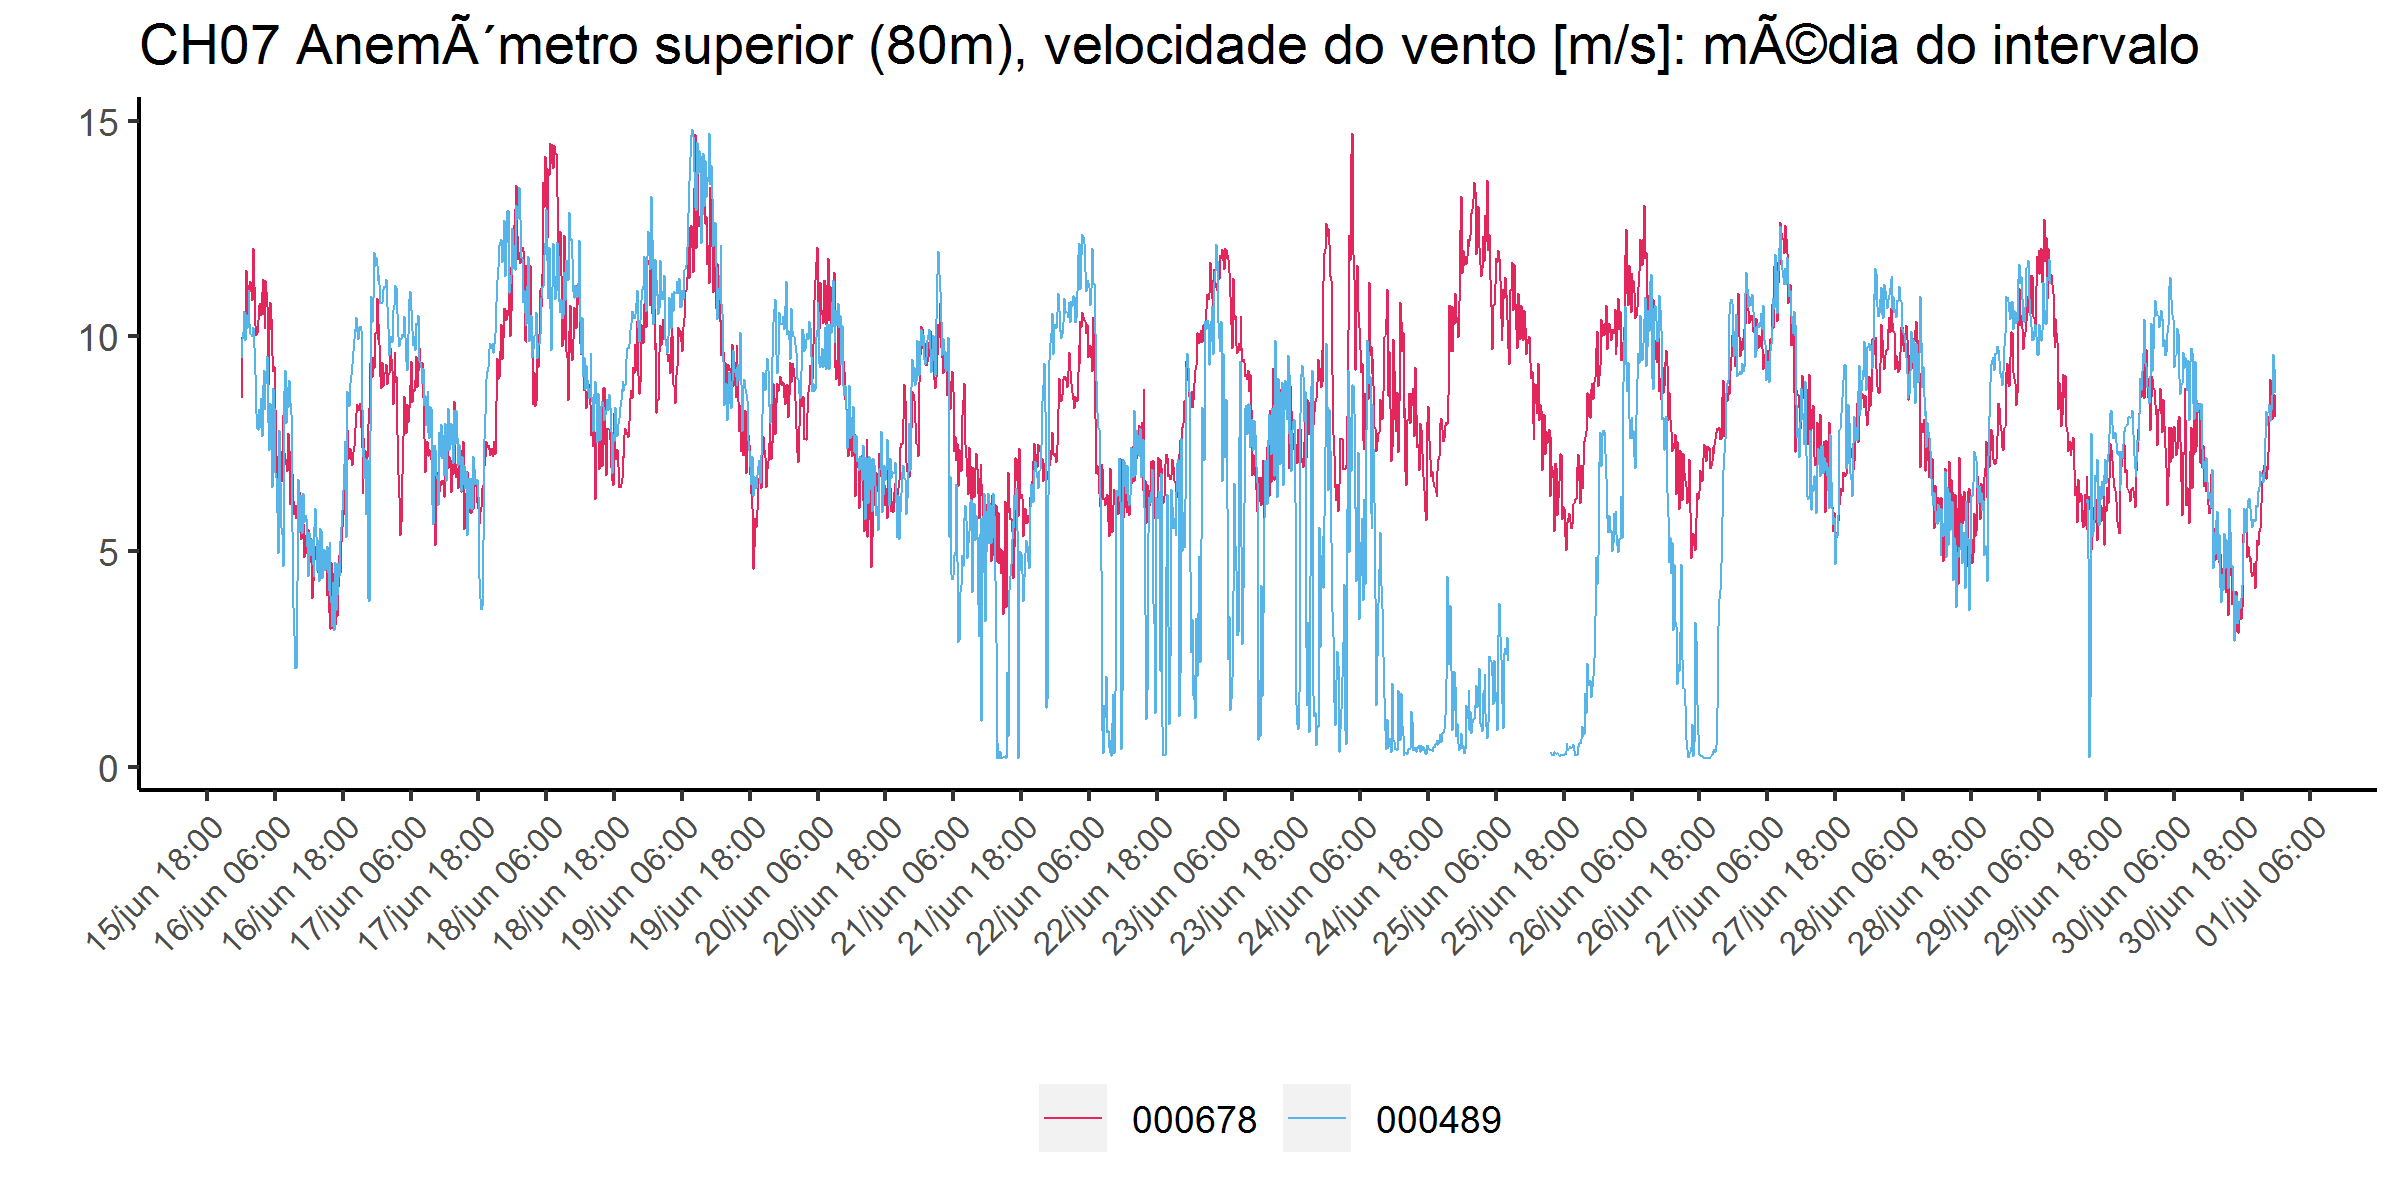 CH07 AnemÃ´metro superior (80m), velocidade do vento [m/s]: mÃ©dia do intervalo
15
10
5
0
15/jun 18:00
16/jun 06:00
16/jun 18:00
17/jun 06:00
17/jun 18:00
18/jun 06:00
18/jun 18:00
19/jun 06:00
19/jun 18:00
20/jun 06:00
20/jun 18:00
21/jun 06:00
21/jun 18:00
22/jun 06:00
22/jun 18:00
23/jun 06:00
23/jun 18:00
24/jun 06:00
24/jun 18:00
25/jun 06:00
25/jun 18:00
26/jun 06:00
26/jun 18:00
27/jun 06:00
27/jun 18:00
28/jun 06:00
28/jun 18:00
29/jun 06:00
29/jun 18:00
30/jun 06:00
30/jun 18:00
01/jul 06:00
000678 000489